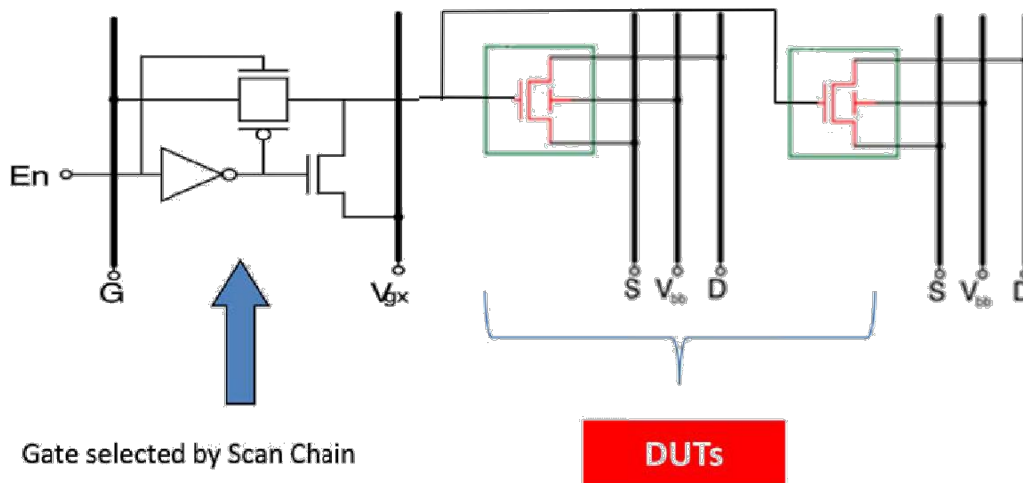 En
G
Vgx
S Vbb D
S Vbb D
Gate selected by Scan Chain
DUTs